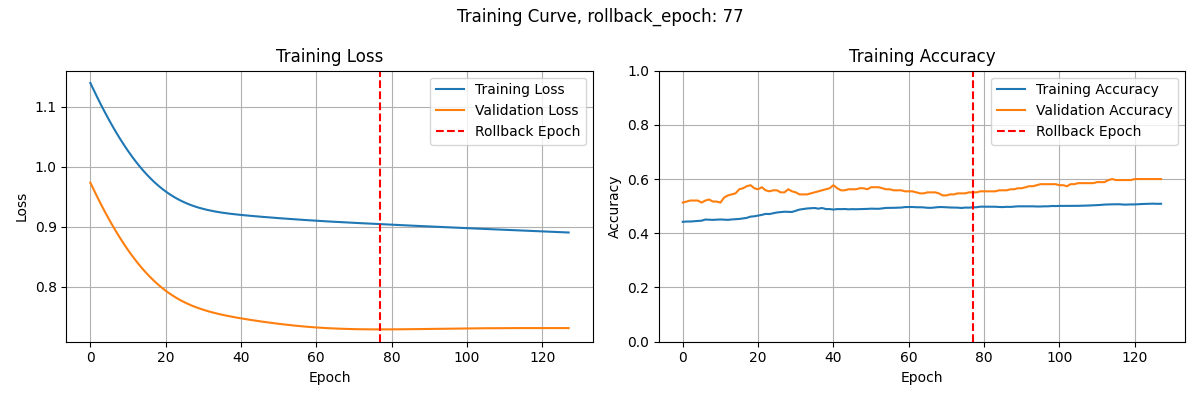 Training Curve, rollback_epoch: 77
Training Loss
Loss
1.1
1.0
0.9
0.8
0 20 40 60 80 100 120
Epoch
Training Loss
Validation Loss
Rollback Epoch
Training Accuracy
Accuracy
1.0
0.8
0.6
0.4
0.2
0.0
0 20 40 60 80 100 120
Epoch
Training Accuracy
Validation Accuracy
Rollback Epoch